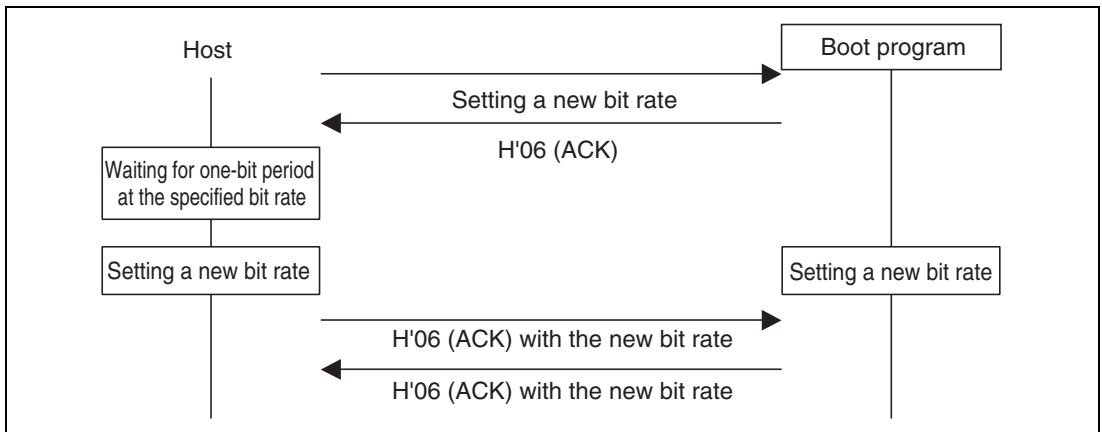 Host
Boot program
Setting a new bit rate
H'06 (ACK)
Waiting for one-bit period
at the specified bit rate
Setting a new bit rate
Setting a new bit rate
H'06 (ACK) with the new bit rate
H'06 (ACK) with the new bit rate